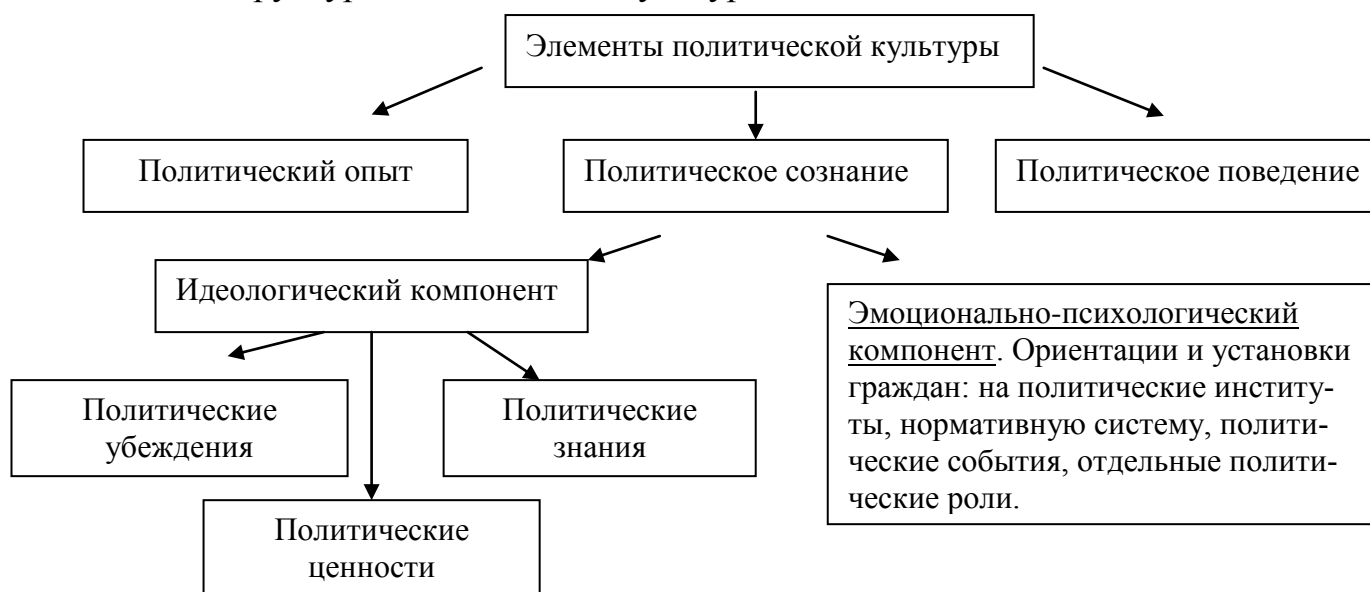 Элементы политической культуры
Политический опыт
Политическое сознание
Политическое поведение
Идеологический компонент
Эмоционально-психологический
компонент. Ориентации и установки
граждан: на политические институ-
ты, нормативную систему, полити-
ческие события, отдельные полити-
ческие роли.
Политические
убеждения
Политические
знания
Политические
ценности